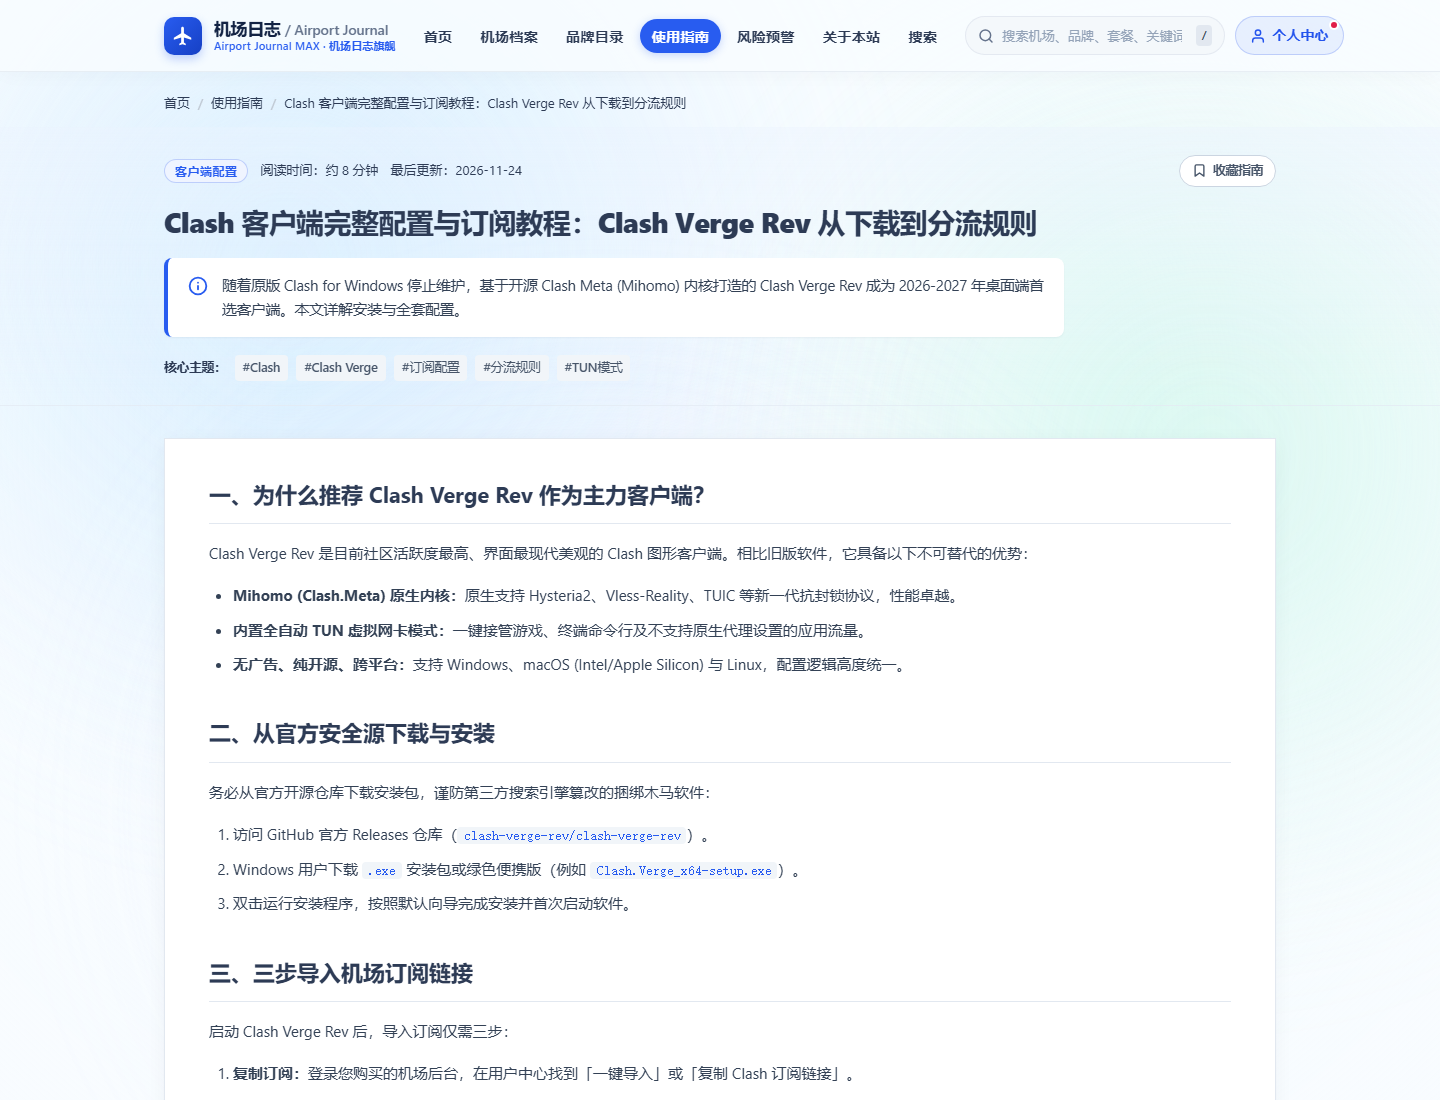 机场日志 / Airport Journal
Airport Journal MAX · 机场日志旗舰
首页
机场档案
品牌目录
使用指南
风险预警
关于本站
搜索
搜索机场、品牌、套餐、关键词
/
个人中心
首页 / 使用指南 / Clash 客户端完整配置与订阅教程：Clash Verge Rev 从下载到分流规则
客户端配置 阅读时间：约 8 分钟 最后更新：2026-11-24
收藏指南
Clash 客户端完整配置与订阅教程：Clash Verge Rev 从下载到分流规则
随着原版 Clash for Windows 停止维护，基于开源 Clash Meta (Mihomo) 内核打造的 Clash Verge Rev 成为 2026-2027 年桌面端首
选客户端。本文详解安装与全套配置。
核心主题： #Clash #Clash Verge #订阅配置 #分流规则 #TUN模式
一、为什么推荐 Clash Verge Rev 作为主力客户端？
Clash Verge Rev 是目前社区活跃度最高、界面最现代美观的 Clash 图形客户端。相比旧版软件，它具备以下不可替代的优势：
• Mihomo (Clash.Meta) 原生内核：原生支持 Hysteria2、Vless-Reality、TUIC 等新一代抗封锁协议，性能卓越。
• 内置全自动 TUN 虚拟网卡模式：一键接管游戏、终端命令行及不支持原生代理设置的应用流量。
• 无广告、纯开源、跨平台：支持 Windows、macOS (Intel/Apple Silicon) 与 Linux，配置逻辑高度统一。
二、从官方安全源下载与安装
务必从官方开源仓库下载安装包，谨防第三方搜索引擎篡改的捆绑木马软件：
1. 访问 GitHub 官方 Releases 仓库（clash-verge-rev/clash-verge-rev）。
2. Windows 用户下载 .exe 安装包或绿色便携版（例如 Clash.Verge_x64-setup.exe）。
3. 双击运行安装程序，按照默认向导完成安装并首次启动软件。
三、三步导入机场订阅链接
启动 Clash Verge Rev 后，导入订阅仅需三步：
1. 复制订阅：登录您购买的机场后台，在用户中心找到「一键导入」或「复制 Clash 订阅链接」。